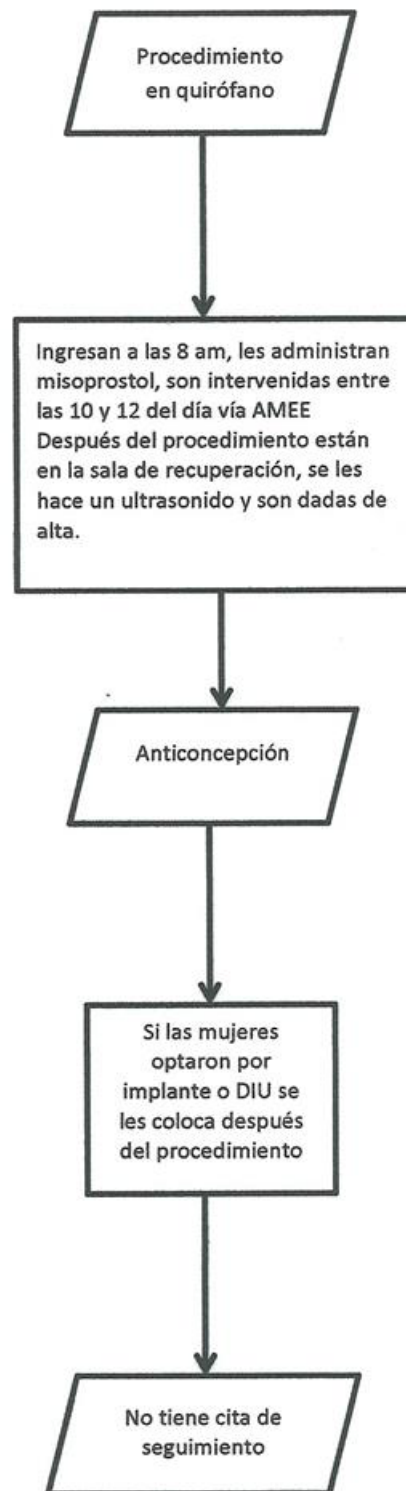 Procedimiento
en quirófano
Ingresan a las 8 am, les administran
misoprostol, son intervenidas entre
las 10 y 12 del día vía AMEE
Después del procedimiento están
en la sala de recuperación, se les
hace un ultrasonido y son dadas de
alta.
Anticoncepción
Si las mujeres
optaron por
implante o DIU se
les coloca después
del procedimiento
No tiene cita de
seguimiento